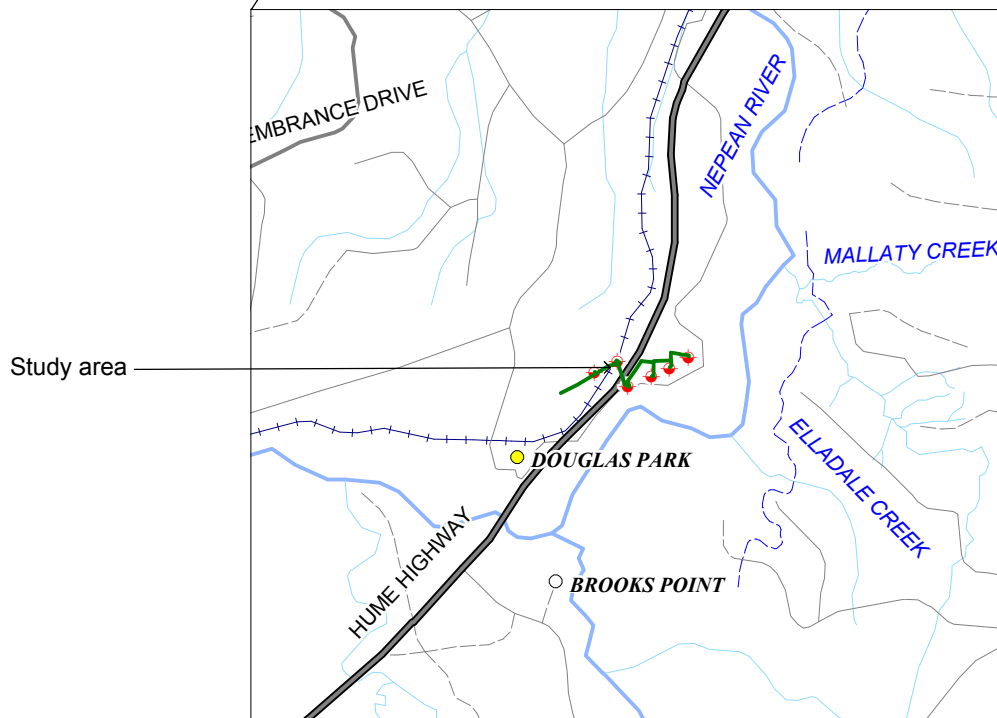 EMBRANCE DRIVE
NEPEAN RIVER
MALLATY CREEK
Study area
ELLADALE CREEK
DOUGLAS PARK
HUME HIGHWAY
BROOKS POINT